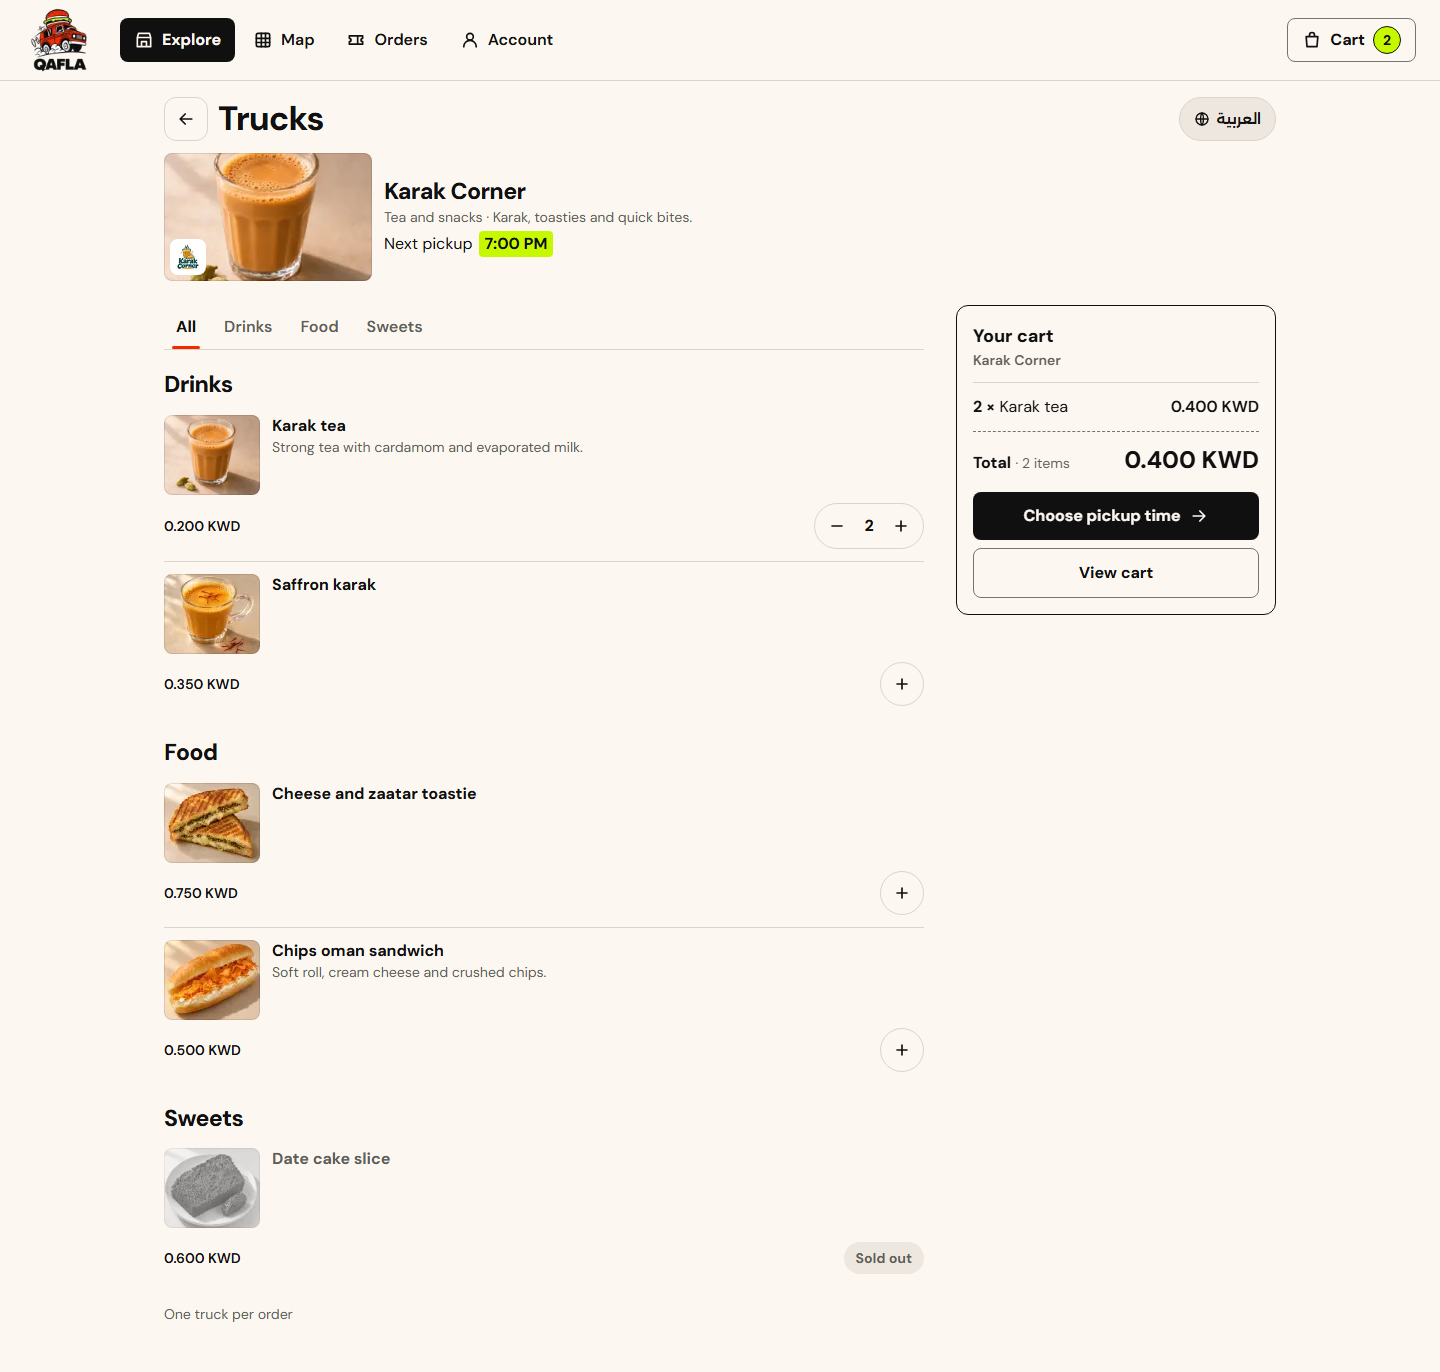 QAFLA
Explore
Map
Orders
Account
Cart 2
Trucks
العربية
Karak Corner
Tea and snacks · Karak, toasties and quick bites.
Next pickup 7:00 PM
Karak
Corner
All
Drinks
Food
Sweets
Drinks
Karak tea
Strong tea with cardamom and evaporated milk.
0.200 KWD
2
Saffron karak
0.350 KWD
Food
Cheese and zaatar toastie
0.750 KWD
Chips oman sandwich
Soft roll, cream cheese and crushed chips.
0.500 KWD
Sweets
Date cake slice
0.600 KWD
Sold out
One truck per order
Your cart
Karak Corner
2 × Karak tea 0.400 KWD
Total · 2 items 0.400 KWD
Choose pickup time
View cart